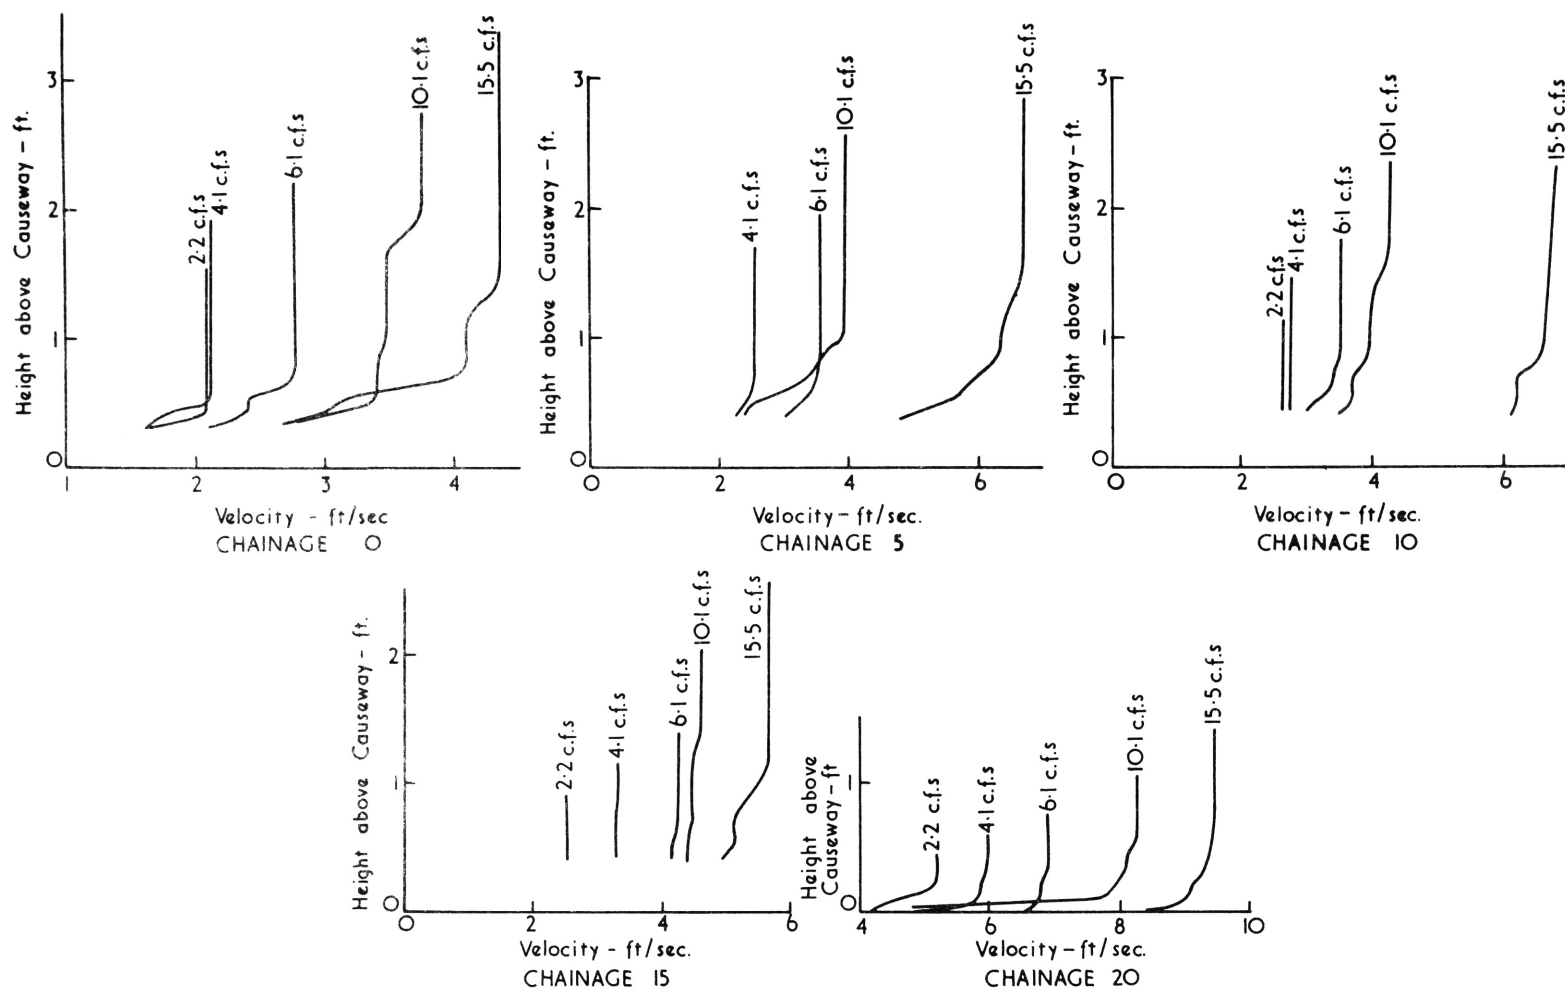 Height above Causeway - ft.
3
2
1
0
2·2 c.f.s
4·1 c.f.s
6·1 c.f.s
10·1 c.f.s
15·5 c.f.s
1 2 3 4
Velocity - ft/sec
CHAINAGE 0
Height above Causeway - ft.
3
2
1
0
4·1 c.f.s
6·1 c.f.s
10·1 c.f.s
15·5 c.f.s
0 2 4 6
Velocity - ft/sec.
CHAINAGE 5
Height above Causeway - ft.
3
2
1
0
2·2 c.f.s
4·1 c.f.s
6·1 c.f.s
10·1 c.f.s
15·5 c.f.s
0 2 4 6
Velocity - ft/sec.
CHAINAGE 10
Height above Causeway - ft.
2
1
0
2·2 c.f.s
4·1 c.f.s
6·1 c.f.s
10·1 c.f.s
15·5 c.f.s
0 2 4 6
Velocity - ft/sec.
CHAINAGE 15
Height above
Causeway - ft
1
0
2·2 c.f.s
4·1 c.f.s
6·1 c.f.s
10·1 c.f.s
15·5 c.f.s
4 6 8 10
Velocity - ft/sec.
CHAINAGE 20